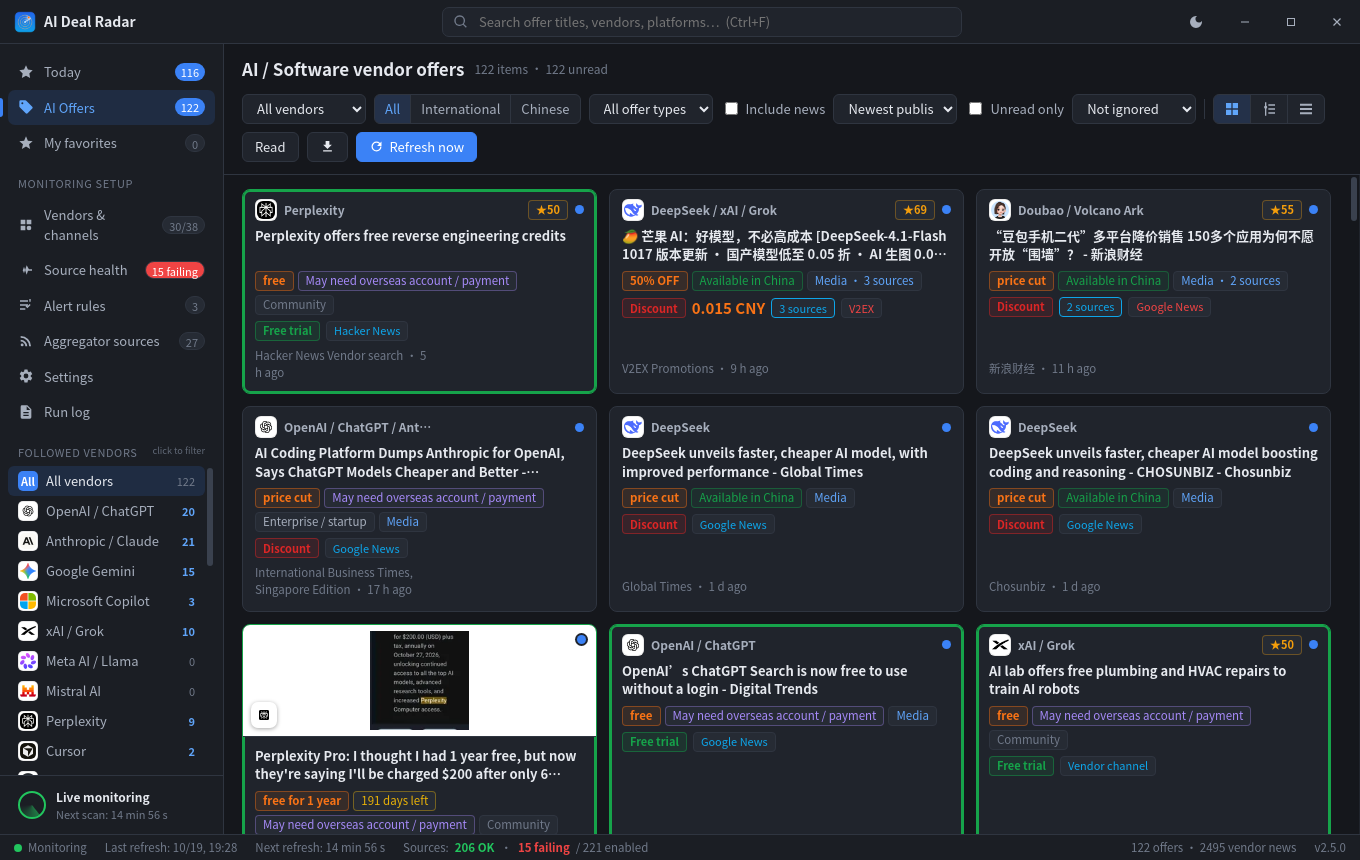 AI Deal Radar
Search offer titles, vendors, platforms… (Ctrl+F)
Today 116
AI Offers 122
My favorites 0
MONITORING SETUP
Vendors &
channels 30/38
Source health 15 failing
Alert rules 3
Aggregator sources 27
Settings
Run log
FOLLOWED VENDORS click to filter
All All vendors 122
OpenAI / ChatGPT 20
Anthropic / Claude 21
Google Gemini 15
Microsoft Copilot 3
xAI / Grok 10
Meta AI / Llama 0
Mistral AI 0
Perplexity 9
Cursor 2
Live monitoring
Next scan: 14 min 56 s
AI / Software vendor offers 122 items · 122 unread
All vendors All International Chinese All offer types Include news Newest publis Unread only Not ignored
Read Refresh now
Perplexity ★50
Perplexity offers free reverse engineering credits
free May need overseas account / payment
Community
Free trial Hacker News
Hacker News Vendor search · 5
h ago
DeepSeek / xAI / Grok ★69
🥭 芒果 AI：好模型，不必高成本 [DeepSeek-4.1-Flash
1017 版本更新 · 国产模型低至 0.05 折 · AI 生图 0.0…
50% OFF Available in China Media · 3 sources
Discount 0.015 CNY 3 sources V2EX
V2EX Promotions · 9 h ago
Doubao / Volcano Ark ★55
“豆包手机二代”多平台降价销售 150多个应用为何不愿
开放“围墙”？ - 新浪财经
price cut Available in China Media · 2 sources
Discount 2 sources Google News
新浪财经 · 11 h ago
OpenAI / ChatGPT / Ant…
AI Coding Platform Dumps Anthropic for OpenAI,
Says ChatGPT Models Cheaper and Better -…
price cut May need overseas account / payment
Enterprise / startup Media
Discount Google News
International Business Times,
Singapore Edition · 17 h ago
DeepSeek
DeepSeek unveils faster, cheaper AI model, with
improved performance - Global Times
price cut Available in China Media
Discount Google News
Global Times · 1 d ago
DeepSeek
DeepSeek unveils faster, cheaper AI model boosting
coding and reasoning - CHOSUNBIZ - Chosunbiz
price cut Available in China Media
Discount Google News
Chosunbiz · 1 d ago
for $200.00 (USD) plus
tax, annually on
October 27, 2026,
unlocking continued
access to all the top AI
models, advanced
research tools, and
increased Perplexity
Computer access.
Perplexity Pro: I thought I had 1 year free, but now
they're saying I'll be charged $200 after only 6…
free for 1 year 191 days left
May need overseas account / payment Community
OpenAI / ChatGPT
OpenAI’s ChatGPT Search is now free to use
without a login - Digital Trends
free May need overseas account / payment Media
Free trial Google News
xAI / Grok ★50
AI lab offers free plumbing and HVAC repairs to
train AI robots
free May need overseas account / payment
Community
Free trial Vendor channel
Monitoring Last refresh: 10/19, 19:28 Next refresh: 14 min 56 s Sources: 206 OK · 15 failing / 221 enabled 122 offers · 2495 vendor news v2.5.0